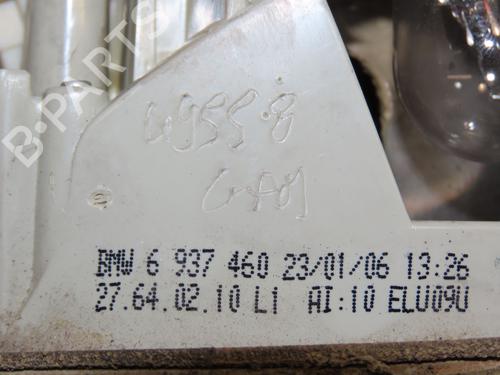 B·PARTS
BMW 6 937 460 23/01/06 13:26
27.64.02.10 L1 AI:10 ELU09U